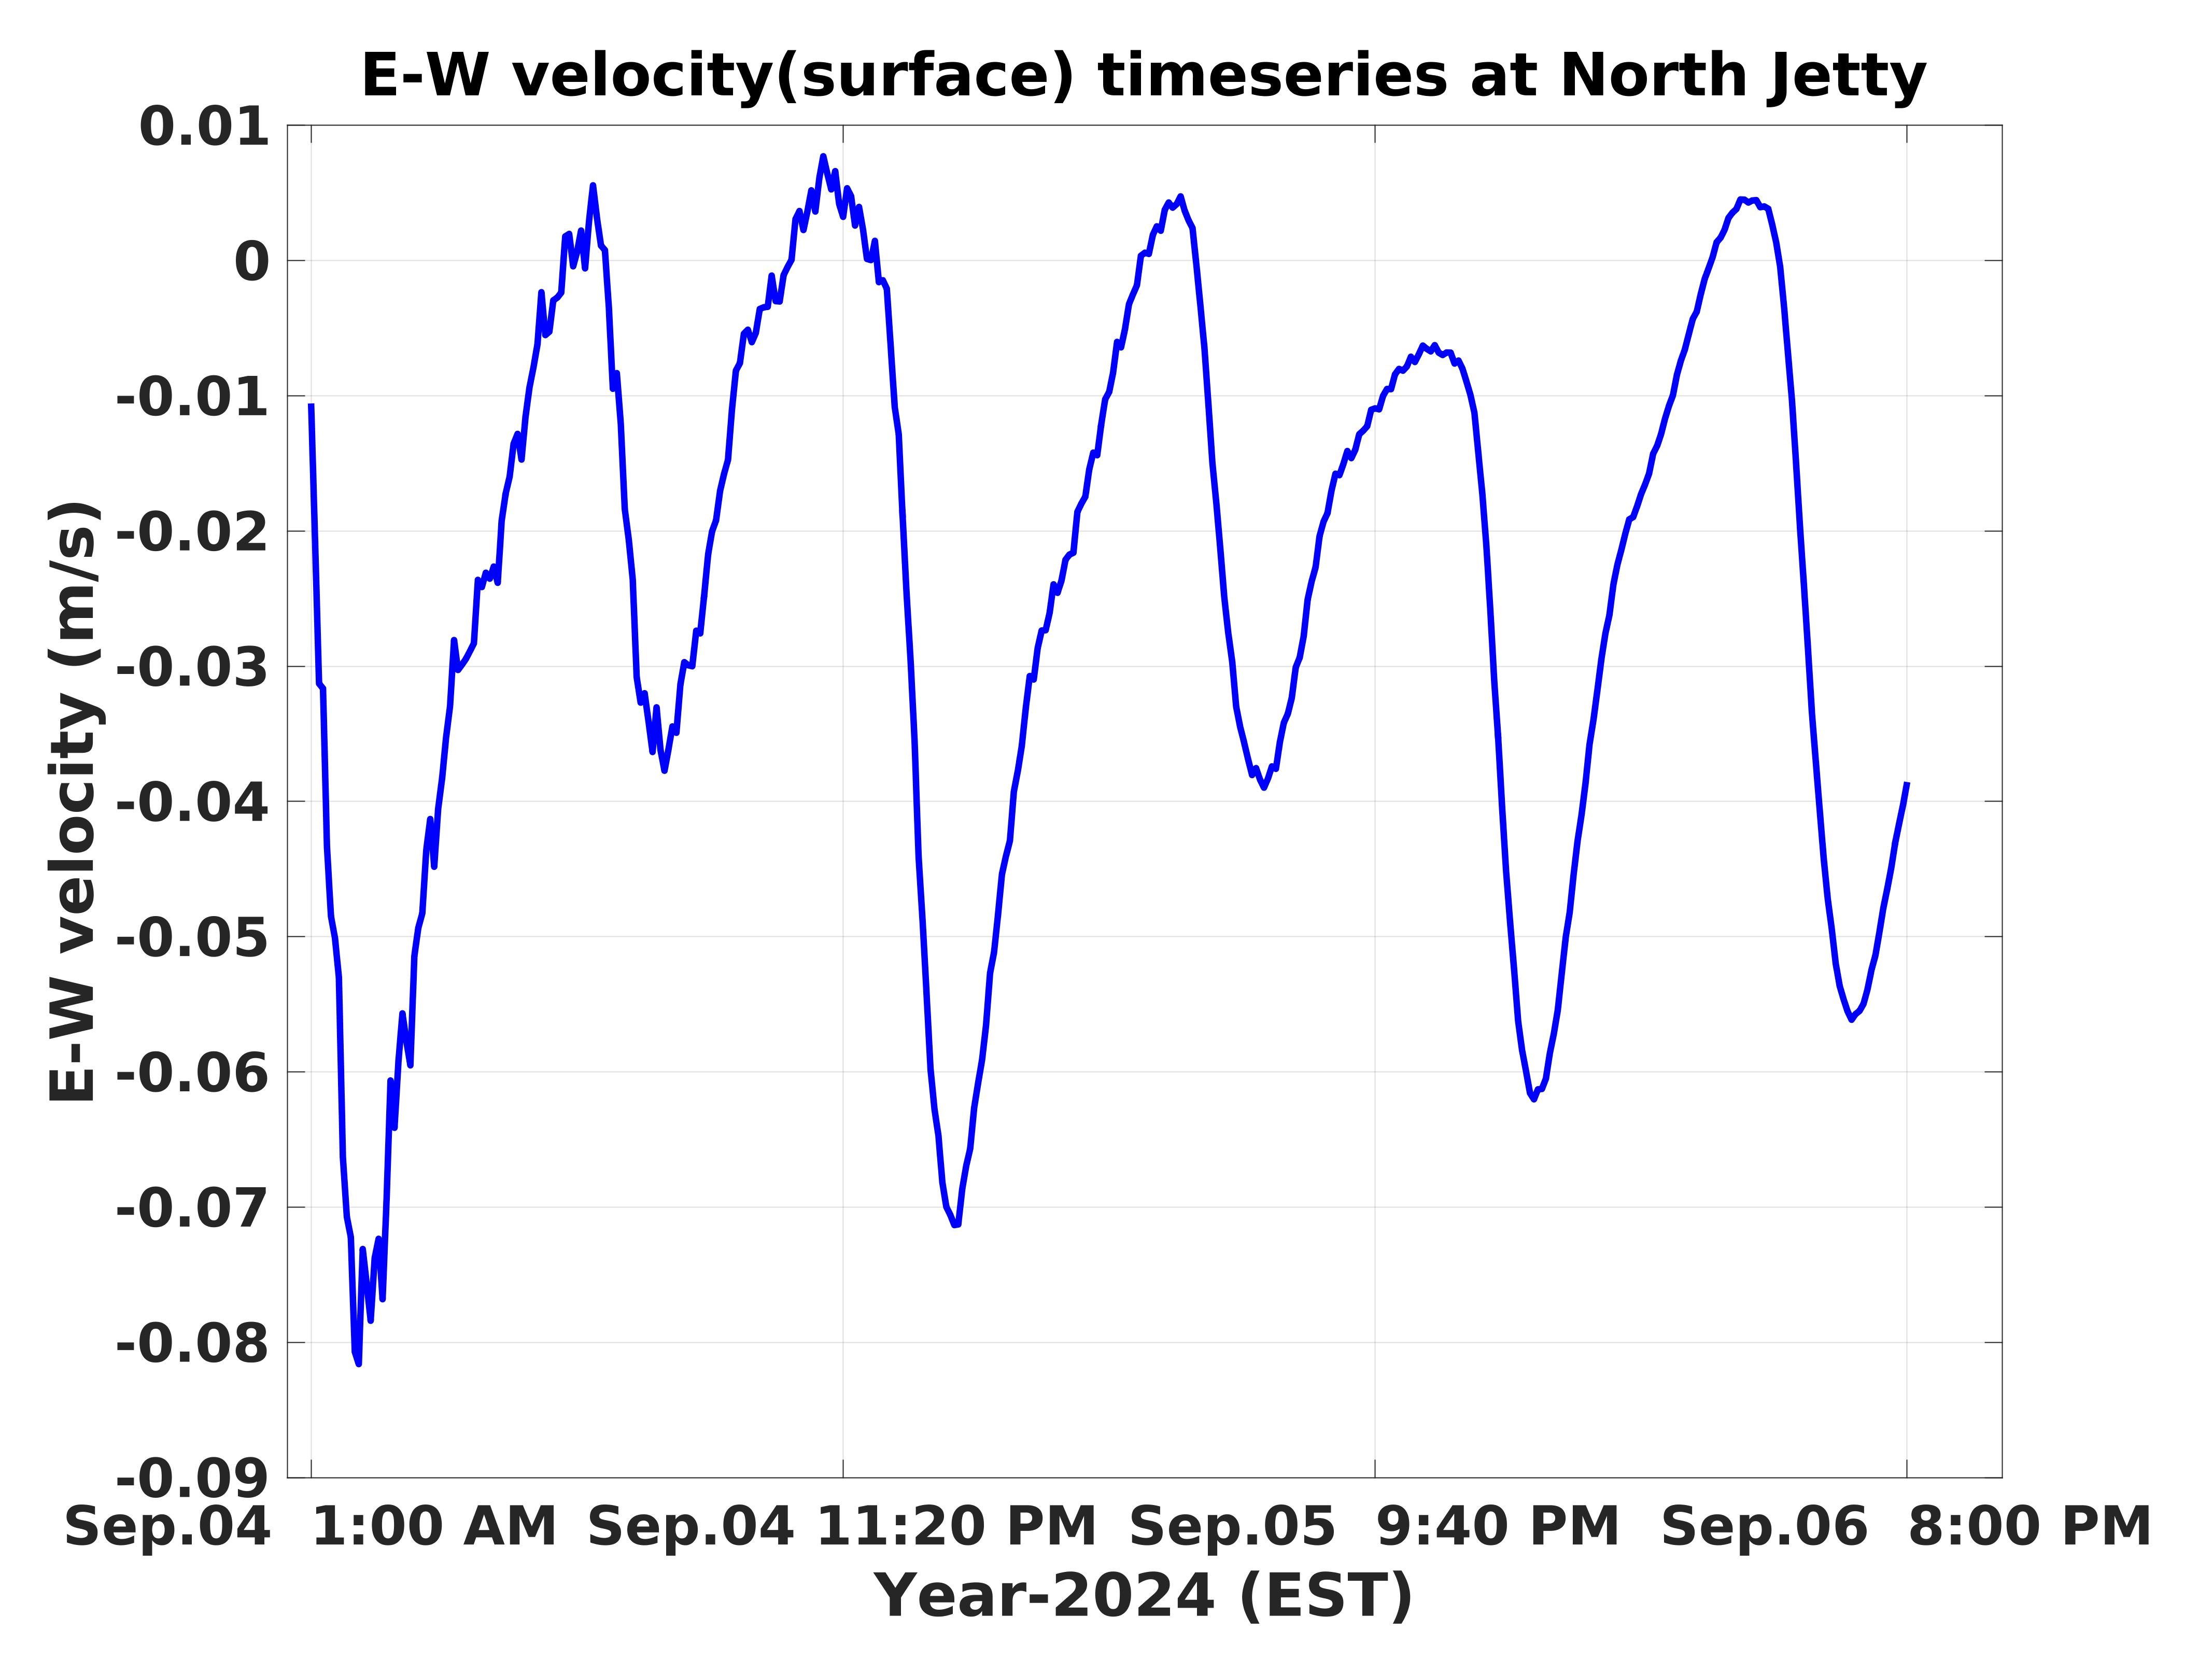 E-W velocity(surface) timeseries at North Jetty
E-W velocity (m/s)
0.01
0
-0.01
-0.02
-0.03
-0.04
-0.05
-0.06
-0.07
-0.08
-0.09
Sep.04 1:00 AM Sep.04 11:20 PM Sep.05 9:40 PM Sep.06 8:00 PM
Year-2024 (EST)